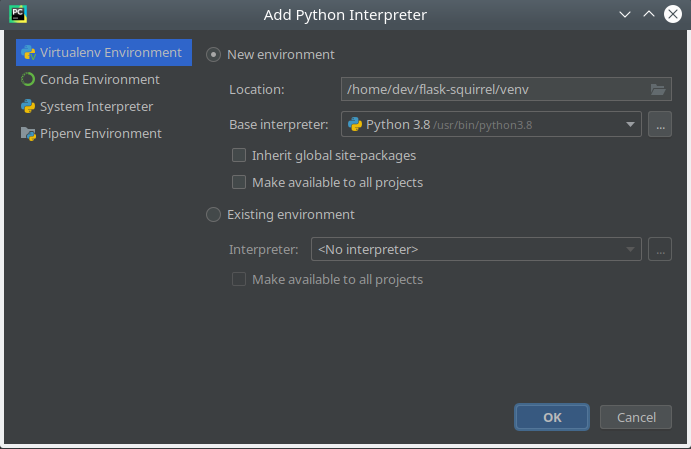 PC
Add Python Interpreter
Virtualenv Environment
Conda Environment
System Interpreter
Pipenv Environment
New environment
Location: /home/dev/flask-squirrel/venv
Base interpreter: Python 3.8 /usr/bin/python3.8 ...
Inherit global site-packages
Make available to all projects
Existing environment
Interpreter: <No interpreter> ...
Make available to all projects
OK Cancel